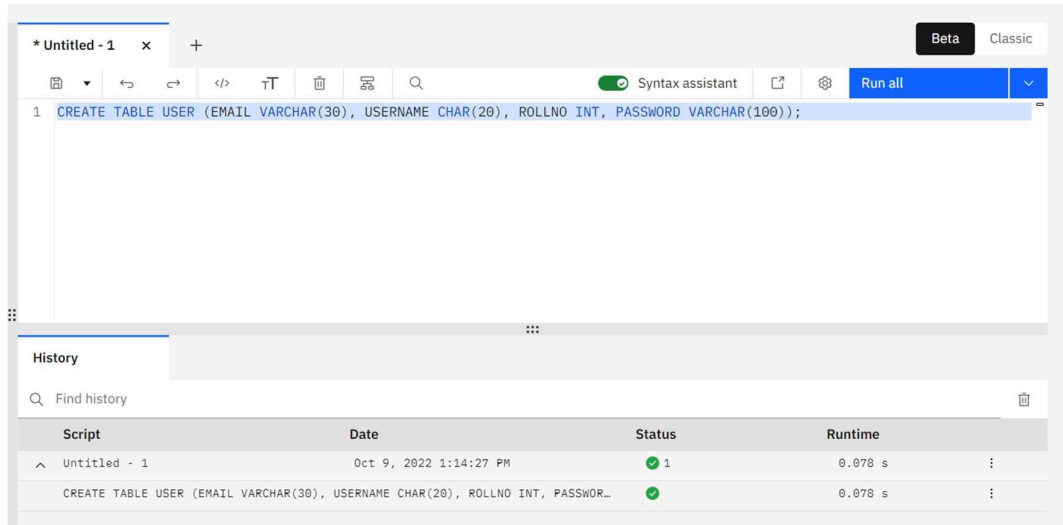 * Untitled - 1 × + Beta Classic
</> TT Syntax assistant Run all
1 CREATE TABLE USER (EMAIL VARCHAR(30), USERNAME CHAR(20), ROLLNO INT, PASSWORD VARCHAR(100));
History
Find history
Script Date Status Runtime
Untitled - 1 Oct 9, 2022 1:14:27 PM 1 0.078 s
CREATE TABLE USER (EMAIL VARCHAR(30), USERNAME CHAR(20), ROLLNO INT, PASSWOR… 0.078 s